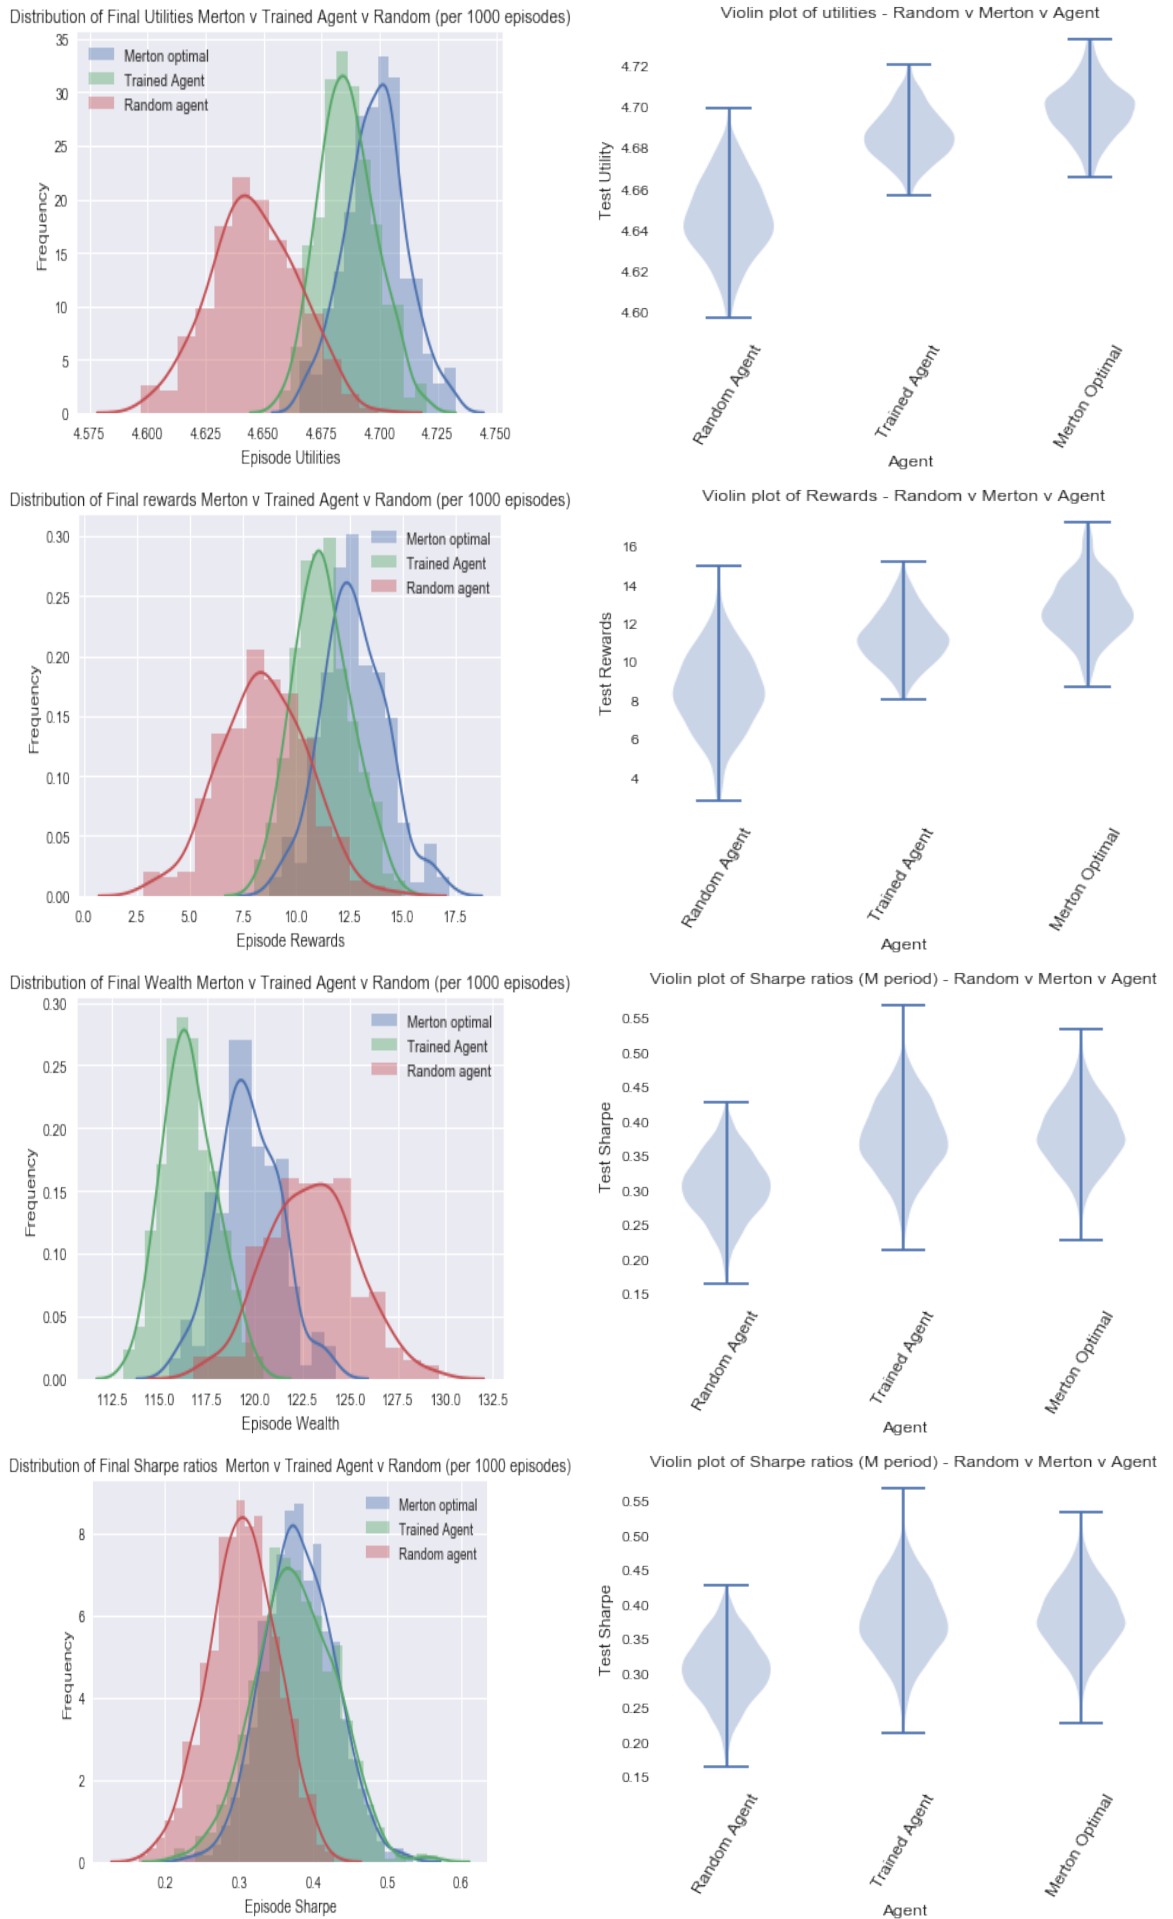 Distribution of Final Utilities Merton v Trained Agent v Random (per 1000 episodes)
35
30
25
20
15
10
5
0
Frequency
Merton optimal
Trained Agent
Random agent
4.575 4.600 4.625 4.650 4.675 4.700 4.725 4.750
Episode Utilities
Violin plot of utilities - Random v Merton v Agent
4.72
4.70
4.68
4.66
4.64
4.62
4.60
Test Utility
Random Agent
Trained Agent
Merton Optimal
Agent
Distribution of Final rewards Merton v Trained Agent v Random (per 1000 episodes)
0.30
0.25
0.20
0.15
0.10
0.05
0.00
Frequency
Merton optimal
Trained Agent
Random agent
0.0 2.5 5.0 7.5 10.0 12.5 15.0 17.5
Episode Rewards
Violin plot of Rewards - Random v Merton v Agent
16
14
12
10
8
6
4
Test Rewards
Random Agent
Trained Agent
Merton Optimal
Agent
Distribution of Final Wealth Merton v Trained Agent v Random (per 1000 episodes)
0.30
0.25
0.20
0.15
0.10
0.05
0.00
Frequency
Merton optimal
Trained Agent
Random agent
112.5 115.0 117.5 120.0 122.5 125.0 127.5 130.0 132.5
Episode Wealth
Violin plot of Sharpe ratios (M period) - Random v Merton v Agent
0.55
0.50
0.45
0.40
0.35
0.30
0.25
0.20
0.15
Test Sharpe
Random Agent
Trained Agent
Merton Optimal
Agent
Distribution of Final Sharpe ratios Merton v Trained Agent v Random (per 1000 episodes)
8
6
4
2
0
Frequency
Merton optimal
Trained Agent
Random agent
0.2 0.3 0.4 0.5 0.6
Episode Sharpe
Violin plot of Sharpe ratios (M period) - Random v Merton v Agent
0.55
0.50
0.45
0.40
0.35
0.30
0.25
0.20
0.15
Test Sharpe
Random Agent
Trained Agent
Merton Optimal
Agent